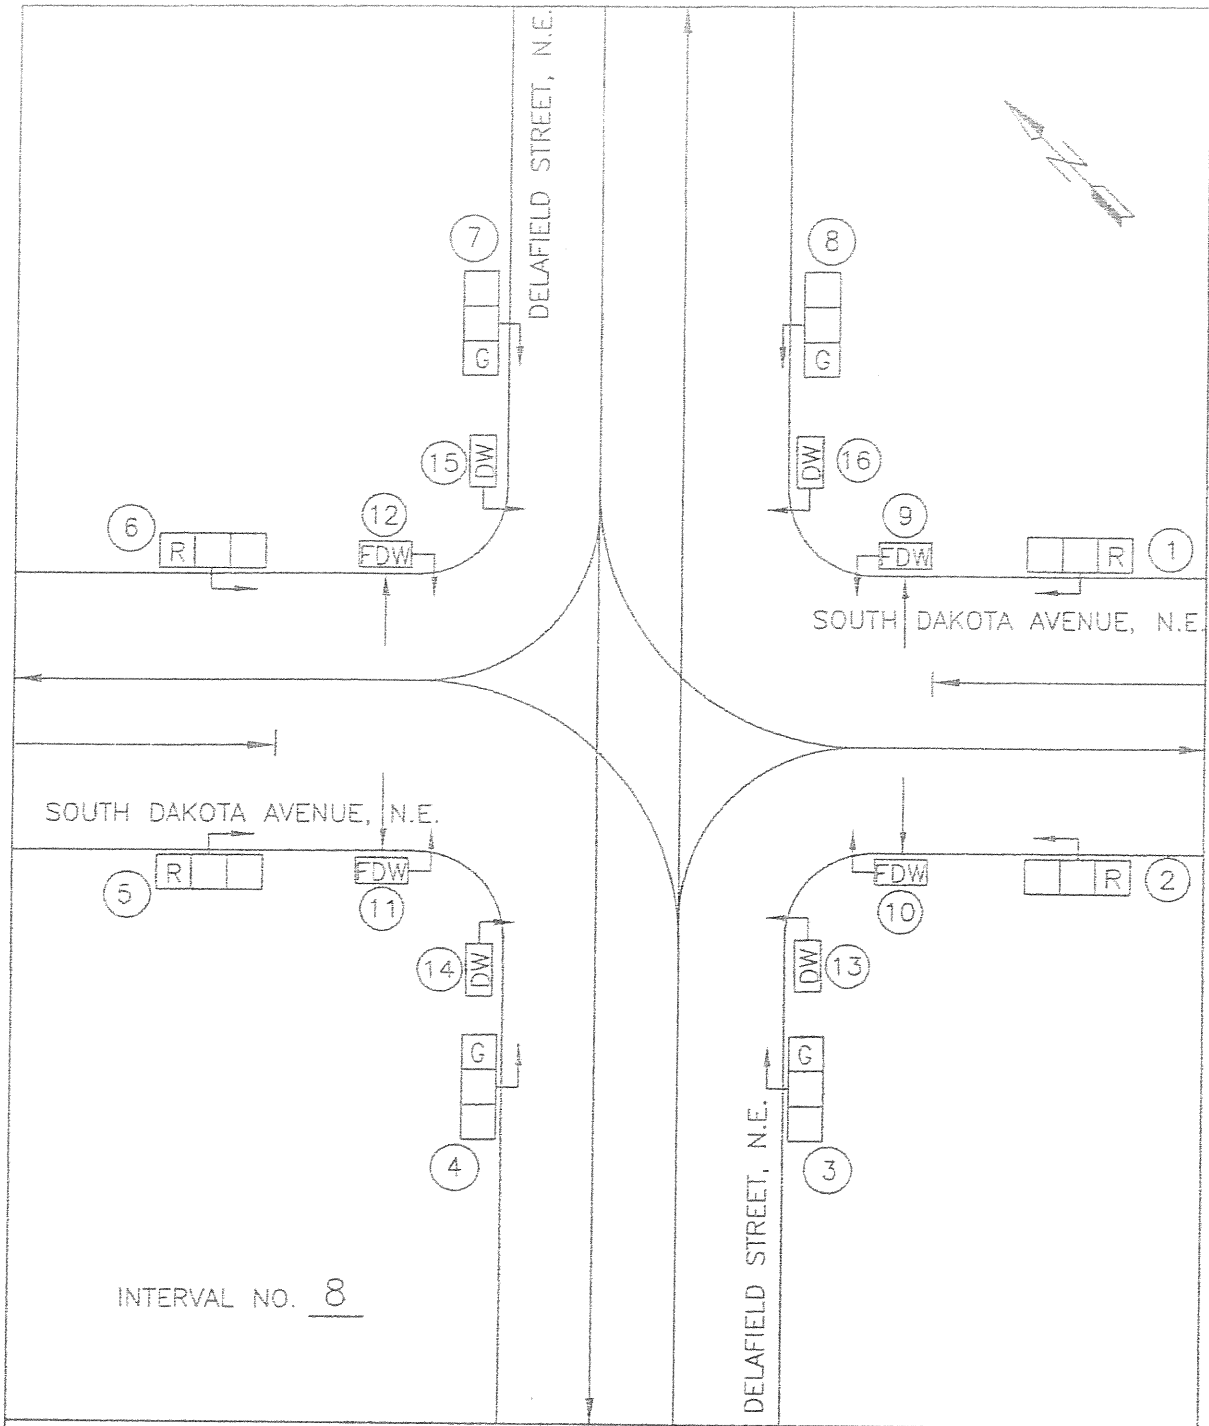 DELAFIELD STREET, N.E.
N
7
8
G
G
15
DW
DW
16
6
12
9
1
R
FDW
FDW
R
SOUTH DAKOTA AVENUE, N.E.
SOUTH DAKOTA AVENUE, N.E.
R
FDW
FDW
R
5
11
10
2
14
DW
DW
13
G
G
4
3
DELAFIELD STREET, N.E.
INTERVAL NO. 8